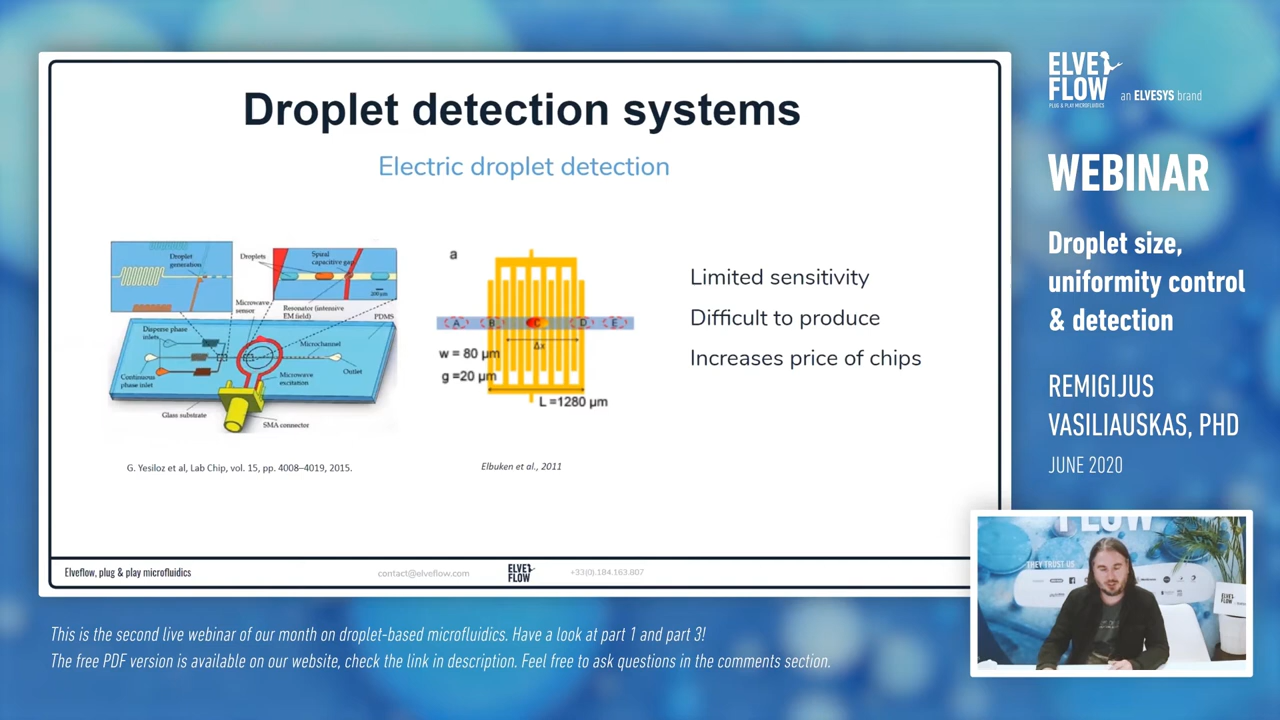 Droplet detection systems
Electric droplet detection
Droplet
generation
Droplets
Spiral
capacitive gap
200μm
Microwave
sensor
Resonator (intensive
EM field)
PDMS
Disperse phase
inlets
Microchannel
Continuous
phase inlet
Microwave
excitation
Outlet
Glass substrate
SMA connector
G. Yesiloz et al, Lab Chip, vol. 15, pp. 4008–4019, 2015.
a
A B C D E
Δx
w = 80 μm
g =20 μm
L =1280 μm
Elbuken et al., 2011
Limited sensitivity
Difficult to produce
Increases price of chips
Elveflow, plug & play microfluidics
contact@elveflow.com
ELVE
FLOW
+33(0).184.163.807
ELVE
FLOW
PLUG & PLAY MICROFLUIDICS
an ELVESYS brand
WEBINAR
Droplet size,
uniformity control
& detection
REMIGIJUS
VASILIAUSKAS, PHD
JUNE 2020
FLOW
THEY TRUST US
ELVE
FLOW
This is the second live webinar of our month on droplet-based microfluidics. Have a look at part 1 and part 3!
The free PDF version is available on our website, check the link in description. Feel free to ask questions in the comments section.